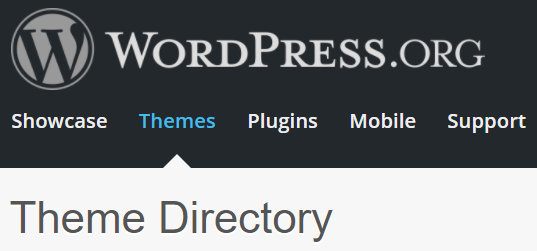 WORDPRESS.ORG
Showcase Themes Plugins Mobile Support
Theme Directory